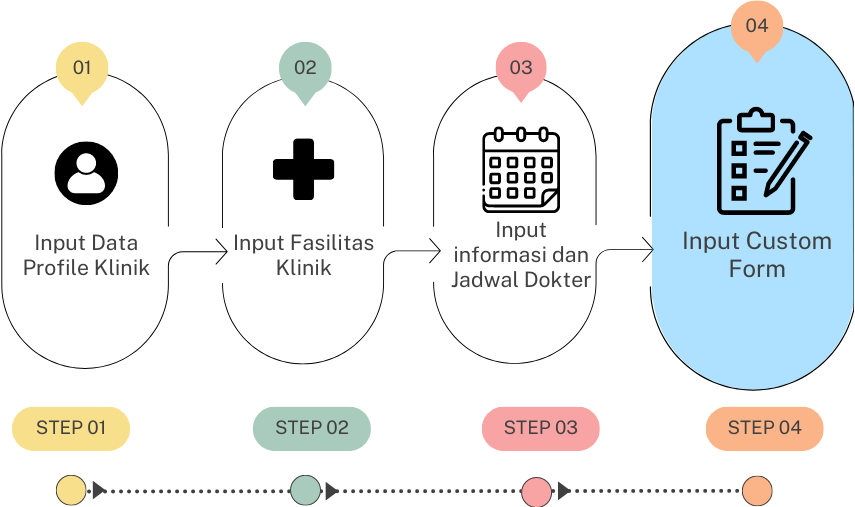 01
02
03
04
Input Data
Profile Klinik
Input Fasilitas
Klinik
Input
informasi dan
Jadwal Dokter
Input Custom
Form
STEP 01
STEP 02
STEP 03
STEP 04